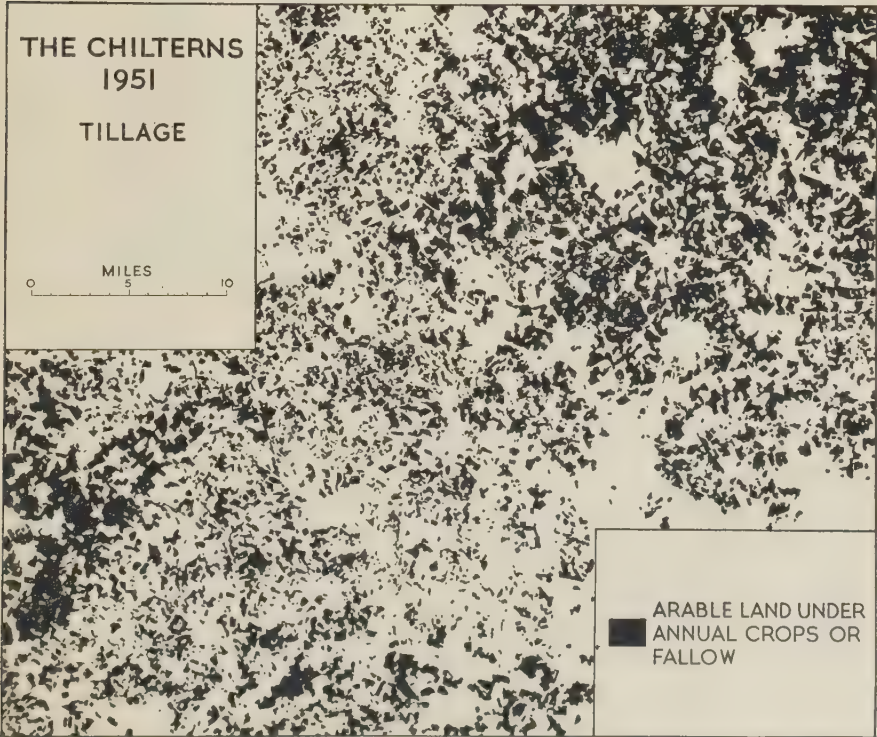 THE CHILTERNS
1951
TILLAGE
MILES
0 5 10
ARABLE LAND UNDER
ANNUAL CROPS OR
FALLOW